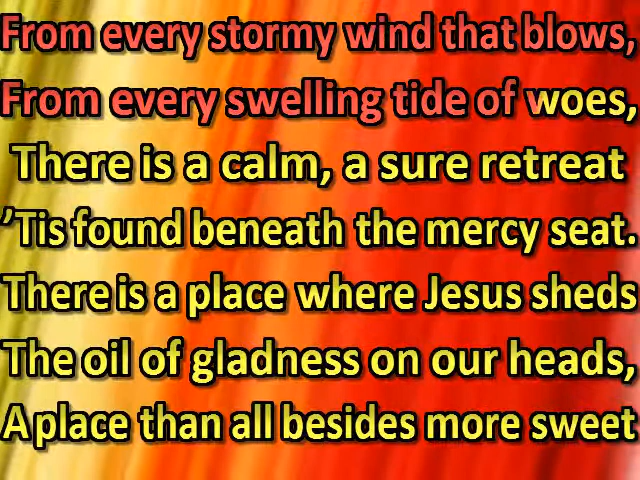 From every stormy wind that blows,
From every swelling tide of woes,
There is a calm, a sure retreat
’Tis found beneath the mercy seat.
There is a place where Jesus sheds
The oil of gladness on our heads,
A place than all besides more sweet